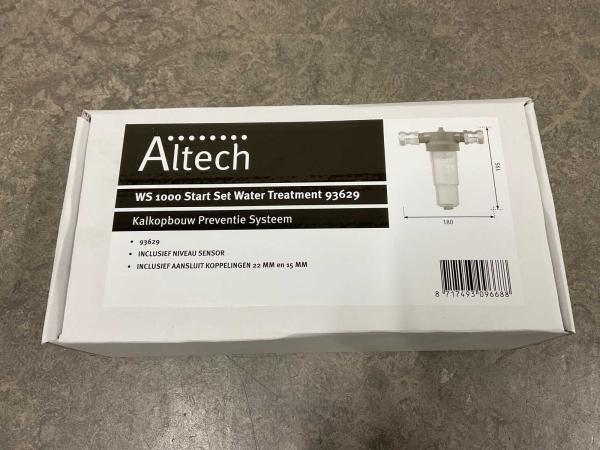 Altech
WS 1000 Start Set Water Treatment 93629
Kalkopbouw Preventie Systeem
• 93629
• INCLUSIEF NIVEAU SENSOR
• INCLUSIEF AANSLUIT KOPPELINGEN 22 MM en 15 MM
195
180
8 717493 096688